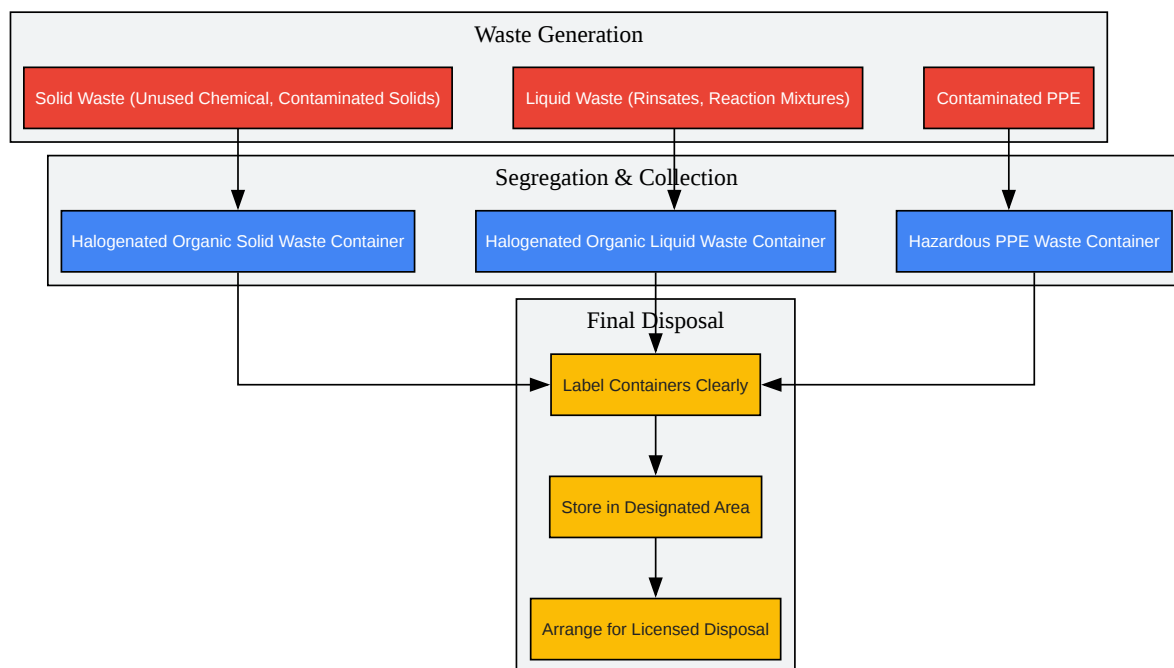 Waste Generation
Solid Waste (Unused Chemical, Contaminated Solids)
Liquid Waste (Rinsates, Reaction Mixtures)
Contaminated PPE
Segregation & Collection
Halogenated Organic Solid Waste Container
Halogenated Organic Liquid Waste Container
Hazardous PPE Waste Container
Final Disposal
Label Containers Clearly
Store in Designated Area
Arrange for Licensed Disposal